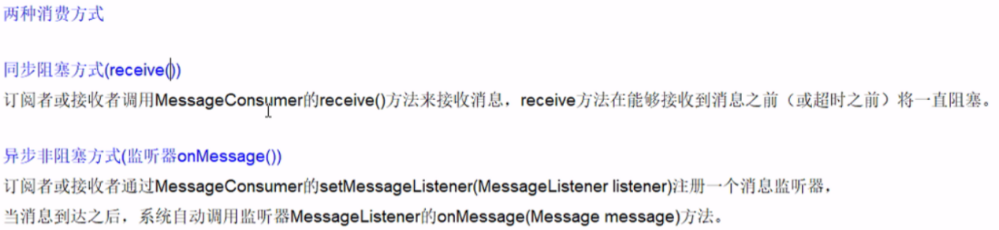 两种消费方式
同步阻塞方式(receive())
订阅者或接收者调用MessageConsumer的receive()方法来接收消息，receive方法在能够接收到消息之前（或超时之前）将一直阻塞。
异步非阻塞方式(监听器onMessage())
订阅者或接收者通过MessageConsumer的setMessageListener(MessageListener listener)注册一个消息监听器，
当消息到达之后，系统自动调用监听器MessageListener的onMessage(Message message)方法。